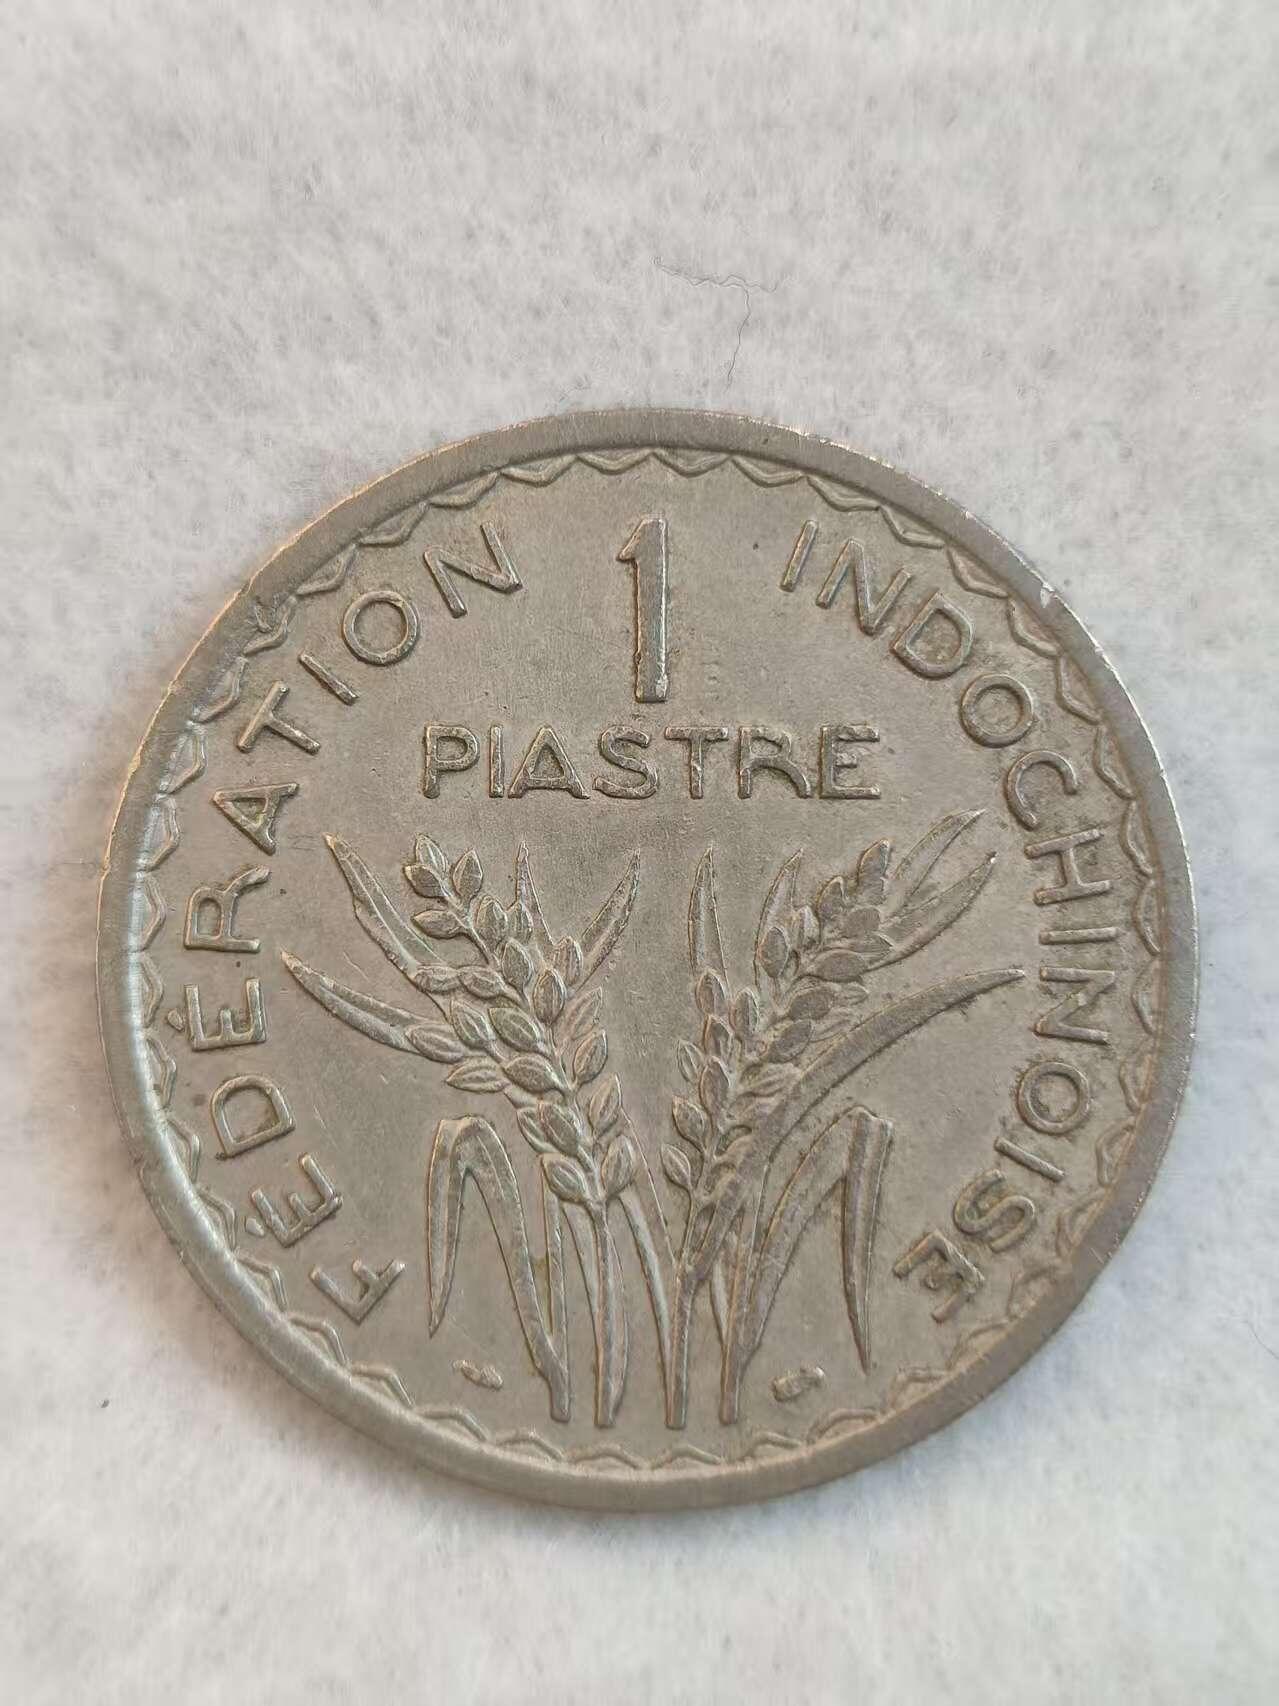 FÉDÉRATION INDOCHINOISE
1
PIASTRE